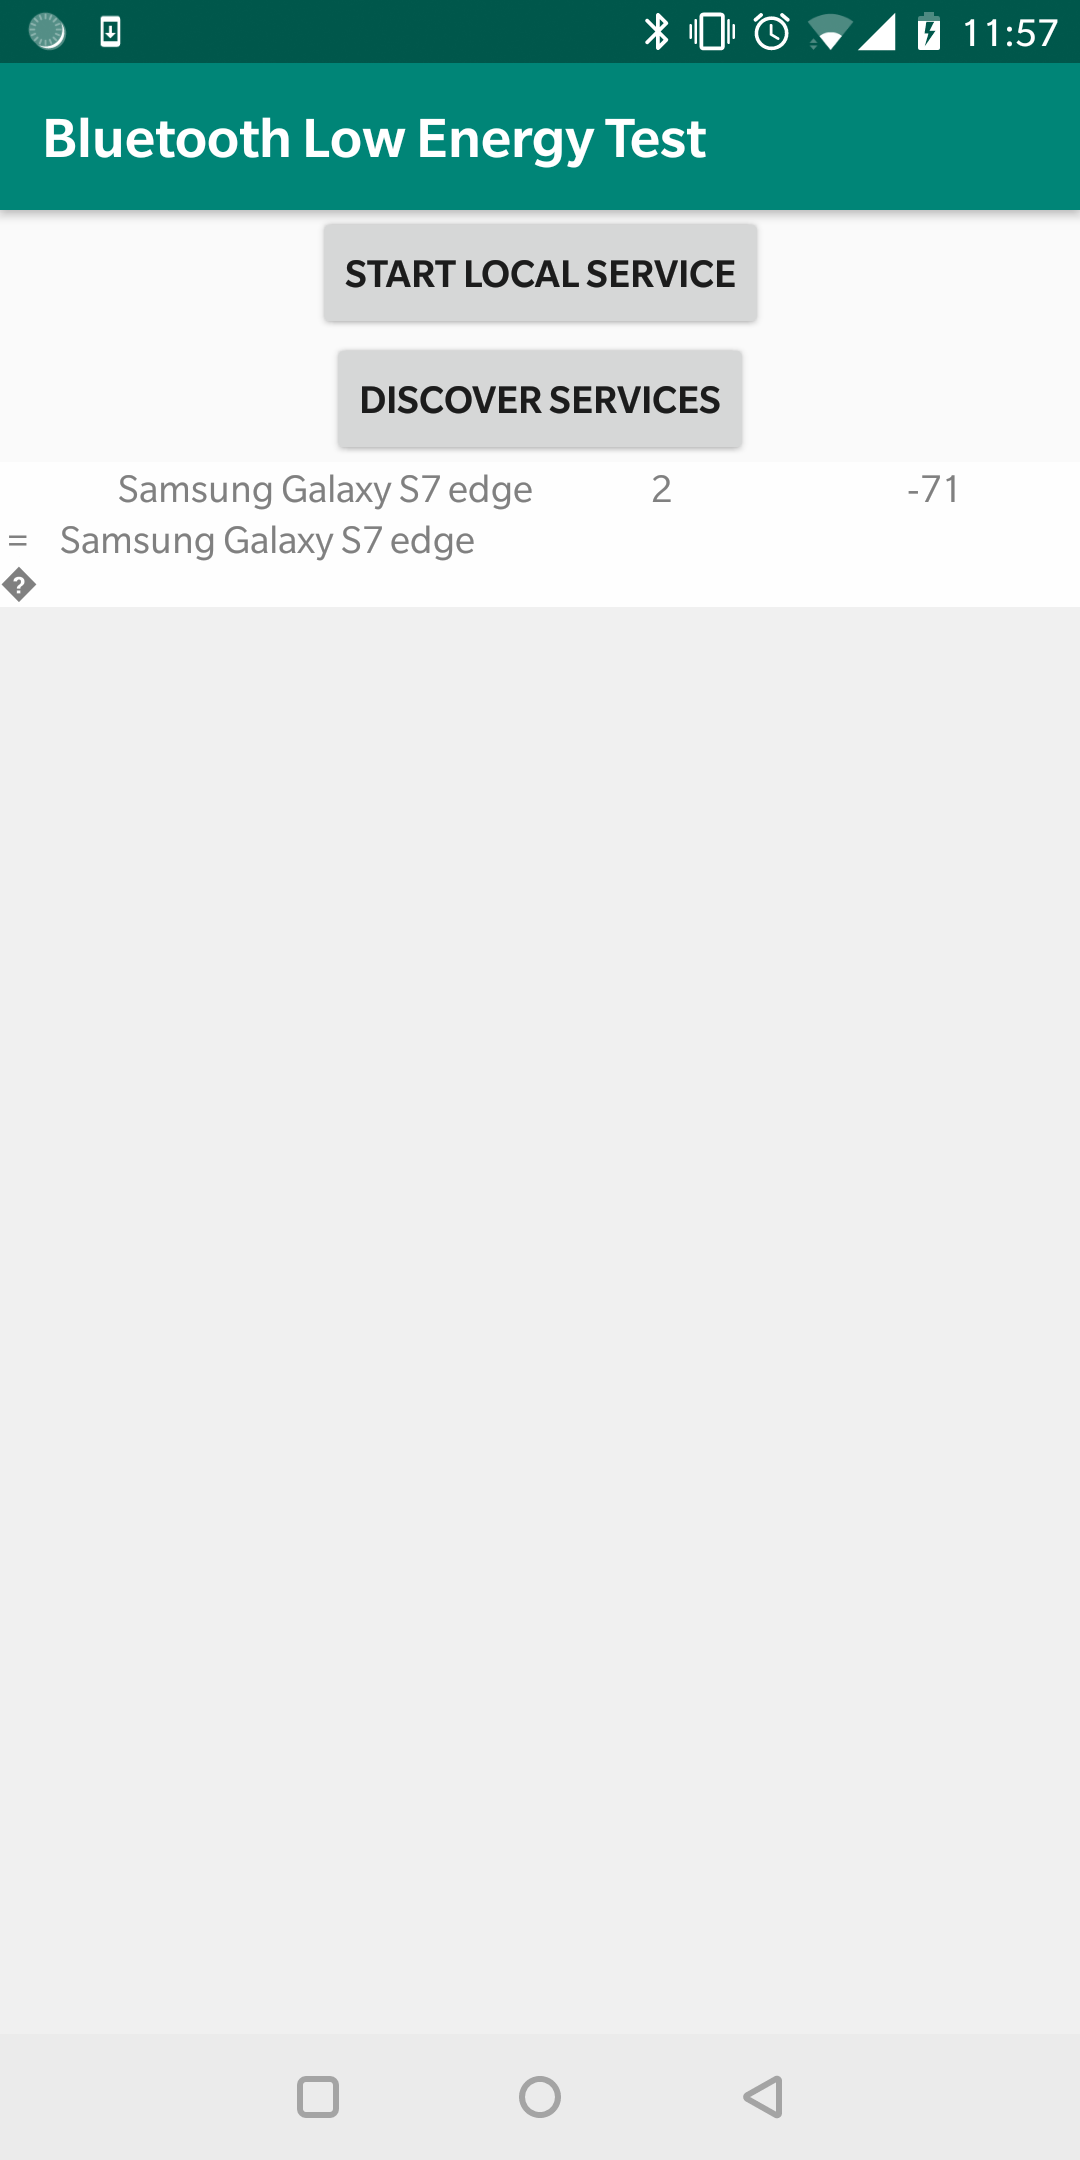 11:57
Bluetooth Low Energy Test
START LOCAL SERVICE
DISCOVER SERVICES
Samsung Galaxy S7 edge 2 -71
= Samsung Galaxy S7 edge
�